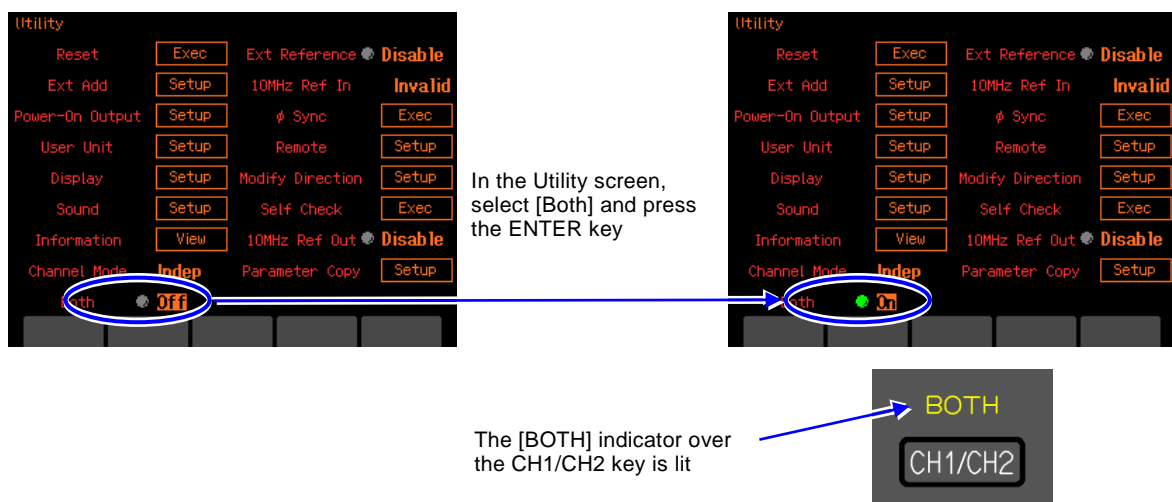 Utility
Reset Exec Ext Reference Disable
Ext Add Setup 10MHz Ref In Invalid
Power-On Output Setup ϕ Sync Exec
User Unit Setup Remote Setup
Display Setup Modify Direction Setup
Sound Setup Self Check Exec
Information View 10MHz Ref Out Disable
Channel Mode Indep Parameter Copy Setup
Both Off
In the Utility screen,
select [Both] and press
the ENTER key
Utility
Reset Exec Ext Reference Disable
Ext Add Setup 10MHz Ref In Invalid
Power-On Output Setup ϕ Sync Exec
User Unit Setup Remote Setup
Display Setup Modify Direction Setup
Sound Setup Self Check Exec
Information View 10MHz Ref Out Disable
Channel Mode Indep Parameter Copy Setup
Both On
The [BOTH] indicator over
the CH1/CH2 key is lit
BOTH
CH1/CH2